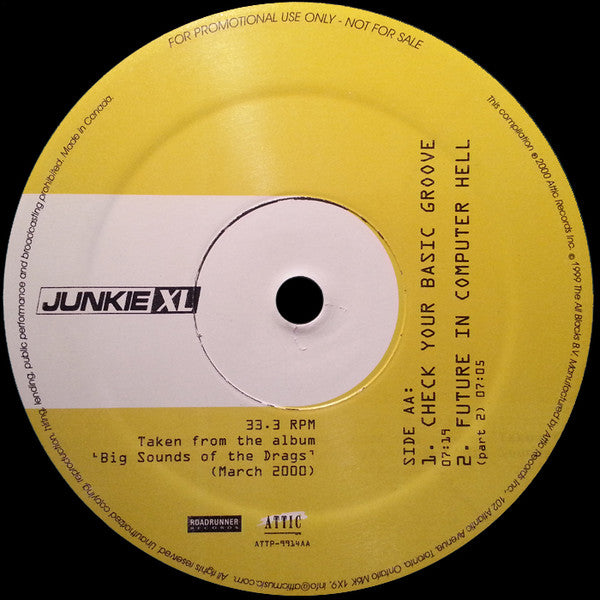 FOR PROMOTIONAL USE ONLY - NOT FOR SALE
This compilation ℗ 2000 Attic Records Inc. © 1999 The All Blacks B.V. Manufactured by Attic Records Inc., 102 Atlantic Avenue, Toronto, Ontario M6K 1X9, info@atticmusic.com. All rights reserved. Unauthorized copying, reproduction, hiring, lending, public performance and broadcasting prohibited. Made in Canada.
JUNKIE XL
33.3 RPM
Taken from the album
'Big Sounds of the Drags'
(March 2000)
SIDE AA:
1. CHECK YOUR BASIC GROOVE
07:19
2. FUTURE IN COMPUTER HELL
(part 2) 07:05
ROADRUNNER
RECORDS
ATTIC
ATTP-9914AA